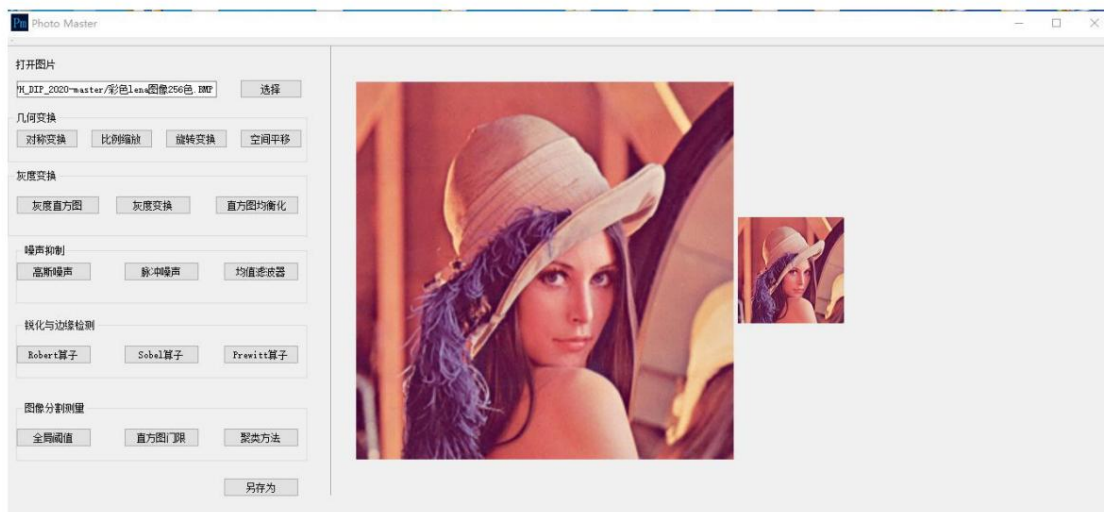 Pm Photo Master
打开图片
PH_DIP_2020-master/彩色lena图像256色.BMP 选择
几何变换
对称变换 比例缩放 旋转变换 空间平移
灰度变换
灰度直方图 灰度变换 直方图均衡化
噪声抑制
高斯噪声 脉冲噪声 均值滤波器
锐化与边缘检测
Robert算子 Sobel算子 Prewitt算子
图像分割测量
全局阈值 直方图门限 聚类方法
另存为